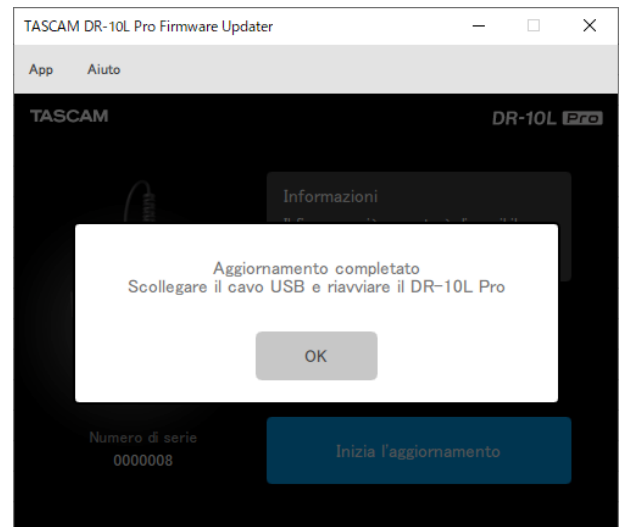 TASCAM DR-10L Pro Firmware Updater
App Aiuto
TASCAM DR-10L Pro
Informazioni
Aggiornamento completato
Scollegare il cavo USB e riavviare il DR-10L Pro
OK
Numero di serie
0000008
Inizia l'aggiornamento